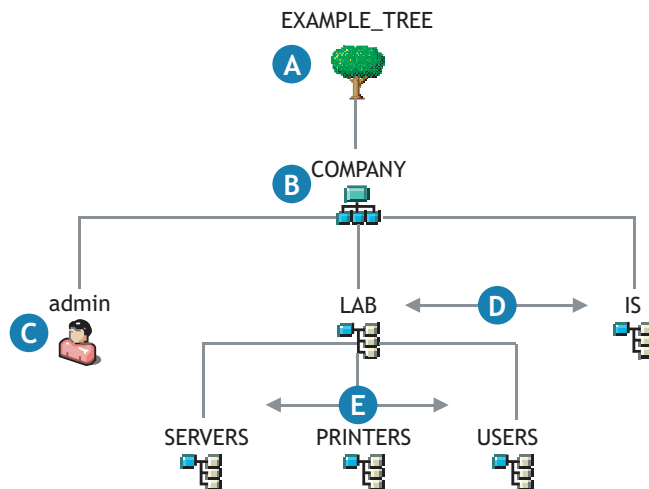 EXAMPLE_TREE
A
B
COMPANY
C
admin
LAB
D
IS
E
SERVERS
PRINTERS
USERS